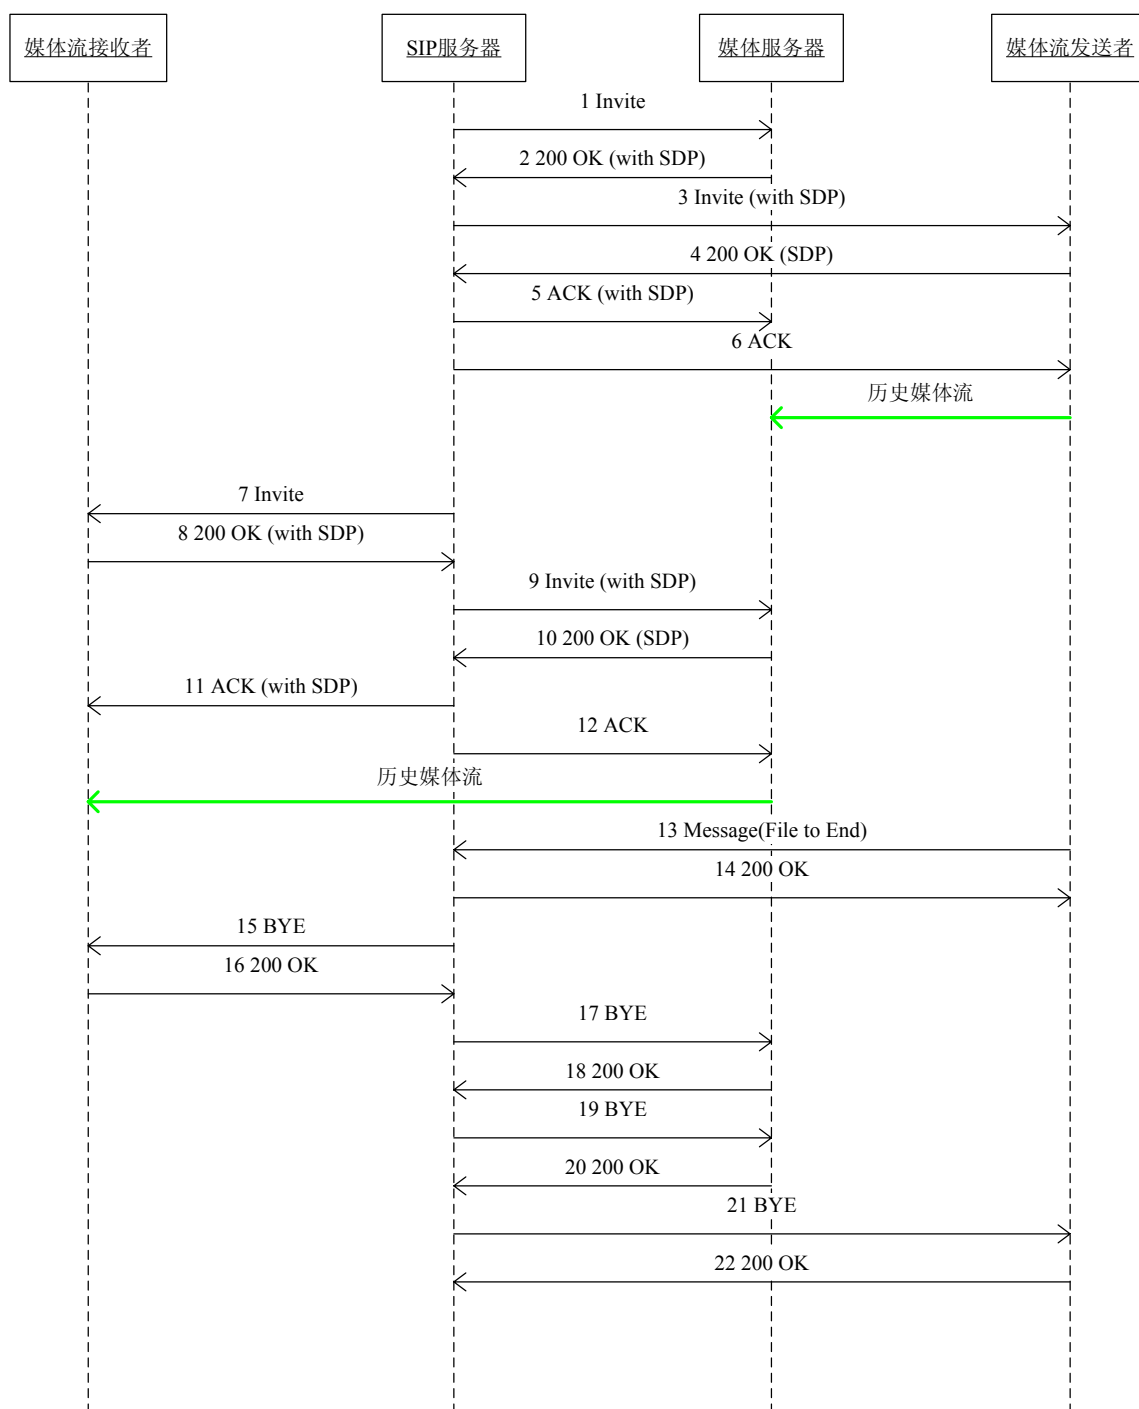 媒体流接收者
SIP服务器
媒体服务器
媒体流发送者
1 Invite
2 200 OK (with SDP)
3 Invite (with SDP)
4 200 OK (SDP)
5 ACK (with SDP)
6 ACK
历史媒体流
7 Invite
8 200 OK (with SDP)
9 Invite (with SDP)
10 200 OK (SDP)
11 ACK (with SDP)
12 ACK
历史媒体流
13 Message(File to End)
14 200 OK
15 BYE
16 200 OK
17 BYE
18 200 OK
19 BYE
20 200 OK
21 BYE
22 200 OK